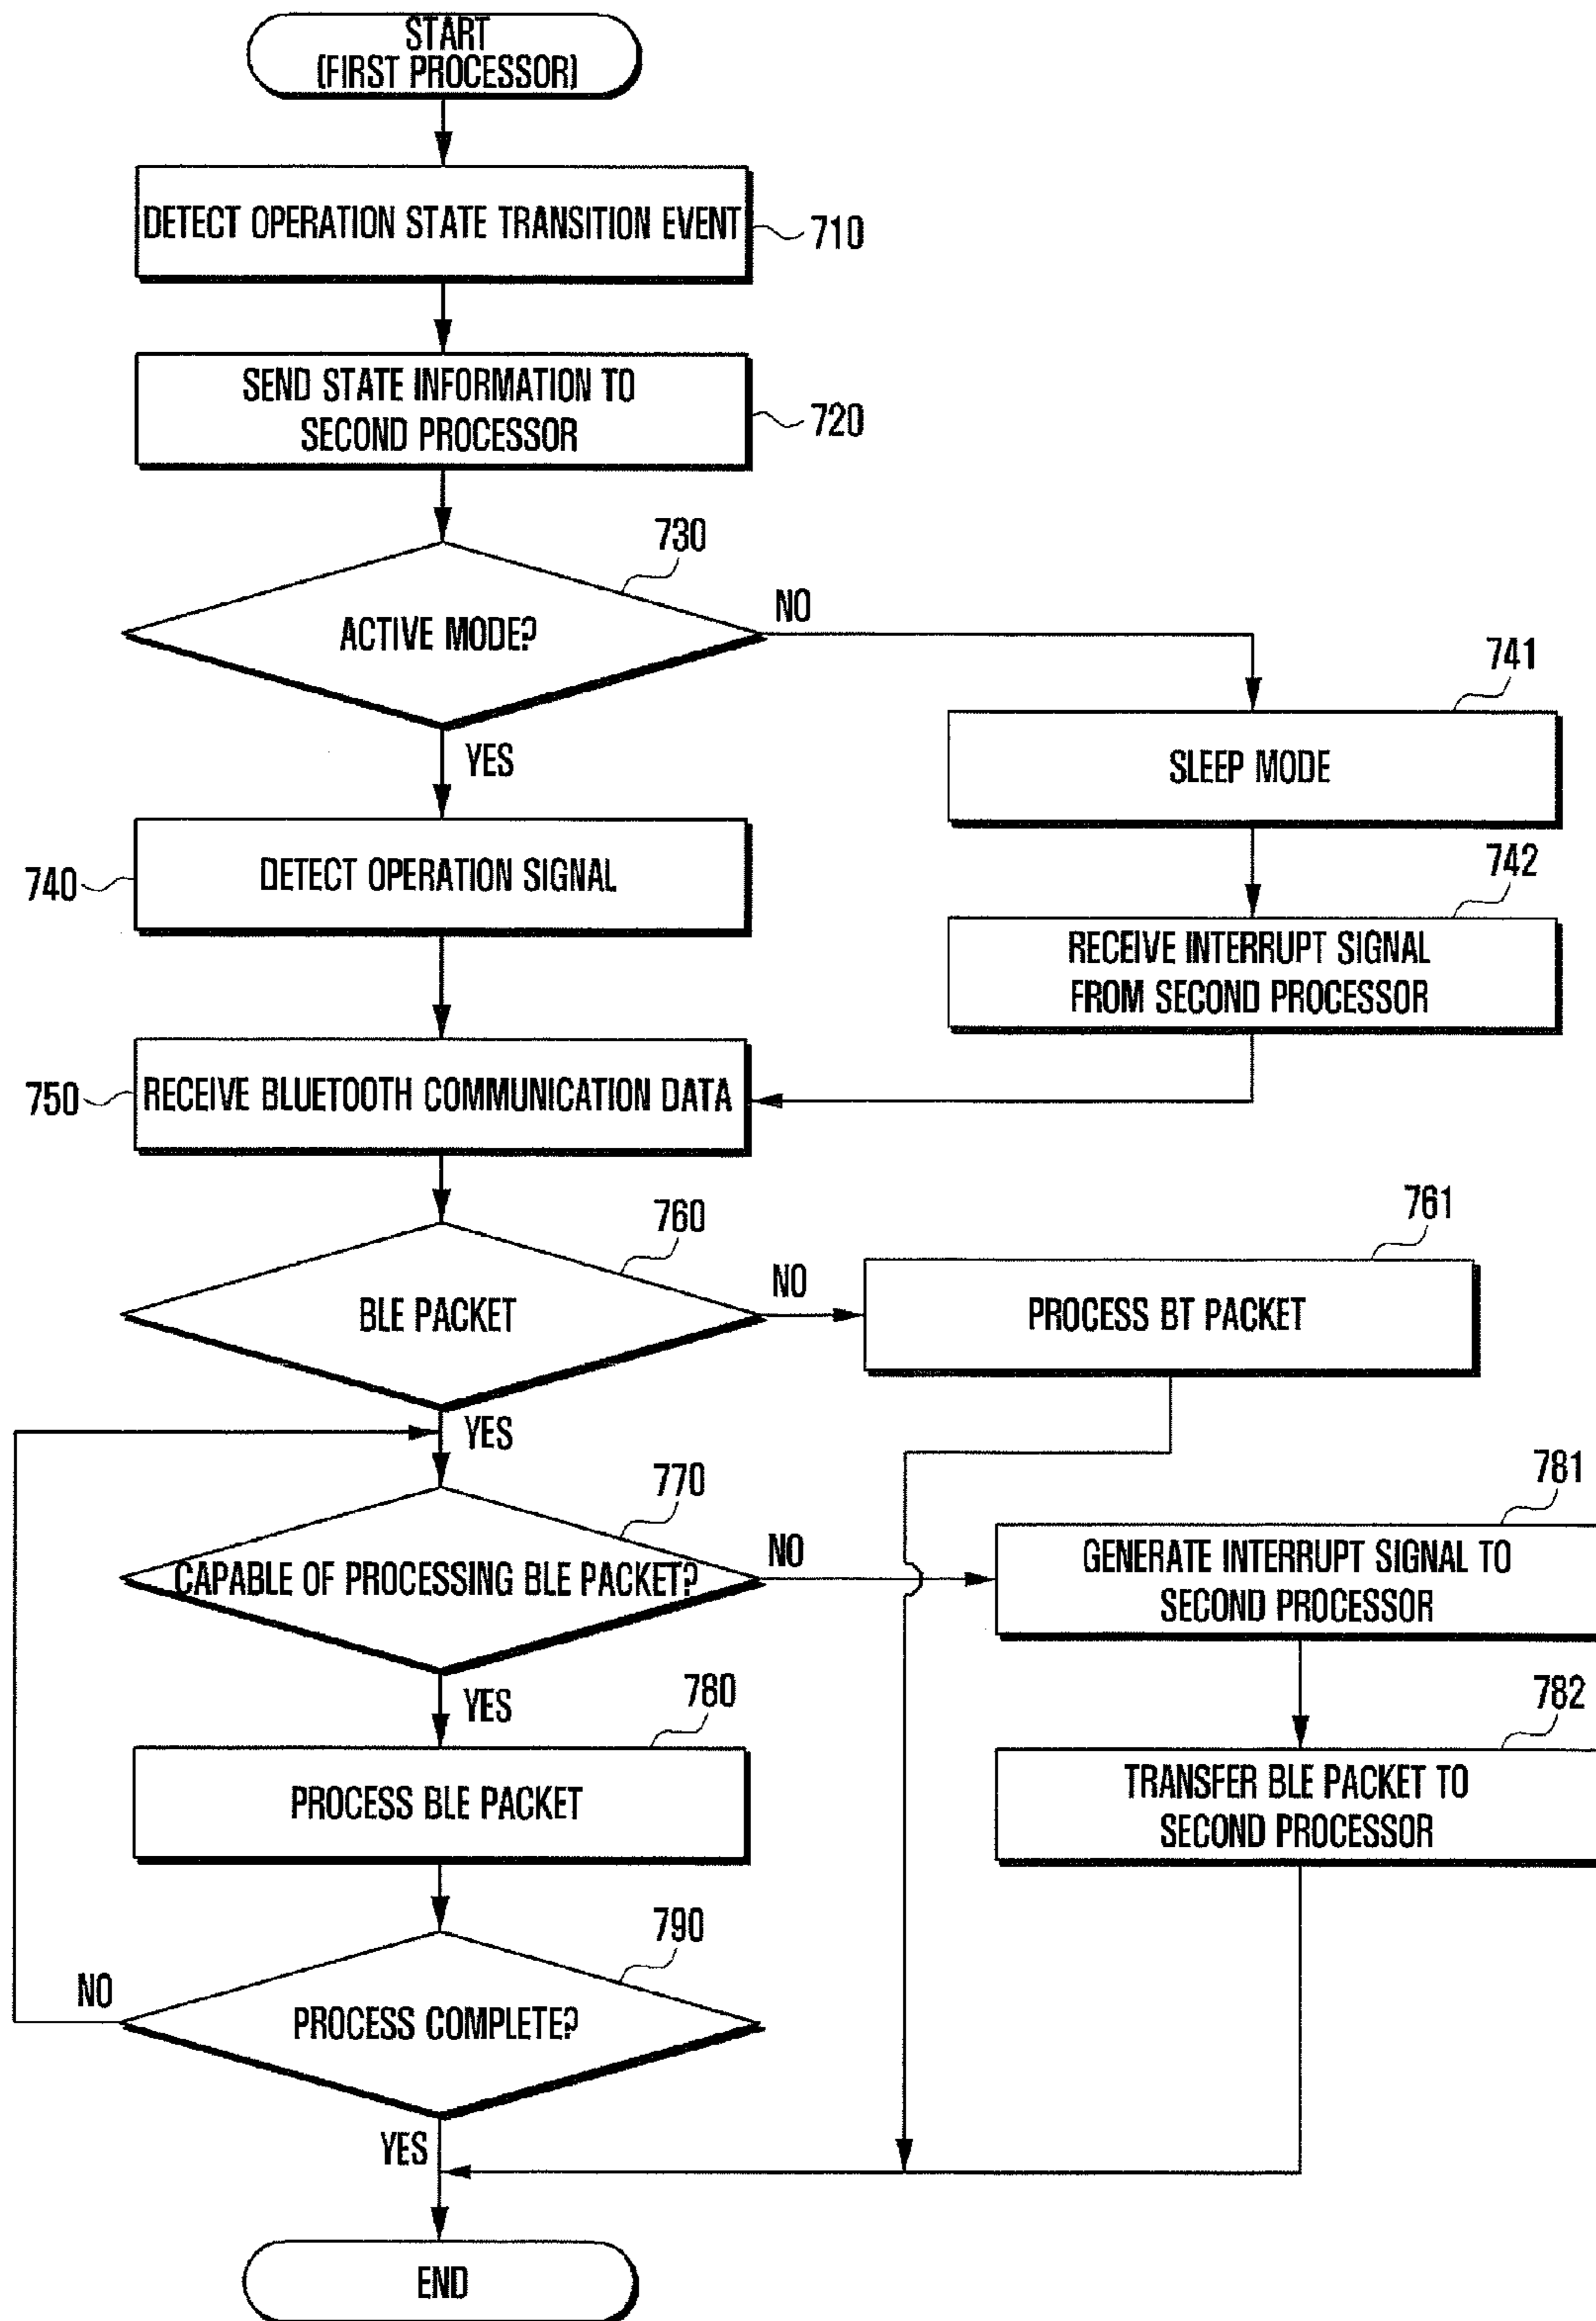 START
(FIRST PROCESSOR)
DETECT OPERATION STATE TRANSITION EVENT
710
SEND STATE INFORMATION TO
SECOND PROCESSOR
720
730
ACTIVE MODE?
NO
YES
741
SLEEP MODE
740
DETECT OPERATION SIGNAL
742
RECEIVE INTERRUPT SIGNAL
FROM SECOND PROCESSOR
750
RECEIVE BLUETOOTH COMMUNICATION DATA
760
BLE PACKET
NO
761
PROCESS BT PACKET
YES
770
CAPABLE OF PROCESSING BLE PACKET?
NO
781
GENERATE INTERRUPT SIGNAL TO
SECOND PROCESSOR
YES
780
PROCESS BLE PACKET
782
TRANSFER BLE PACKET TO
SECOND PROCESSOR
790
NO
PROCESS COMPLETE?
YES
END